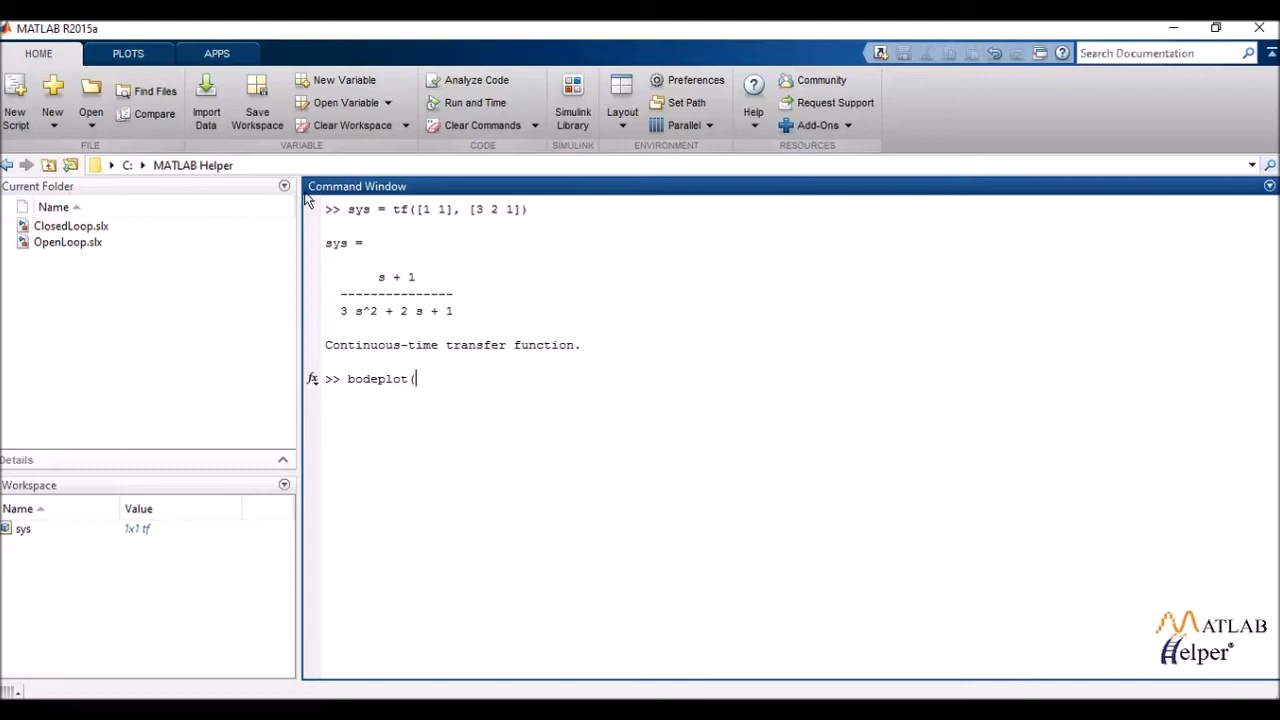 MATLAB R2015a
HOME PLOTS APPS Search Documentation
New Script
New
Open
Find Files
Compare
FILE
Import Data
Save Workspace
New Variable
Open Variable
Clear Workspace
VARIABLE
Analyze Code
Run and Time
Clear Commands
CODE
Simulink Library
SIMULINK
Layout
Preferences
Set Path
Parallel
ENVIRONMENT
Help
Community
Request Support
Add-Ons
RESOURCES
C: MATLAB Helper
Current Folder
Name
ClosedLoop.slx
OpenLoop.slx
Details
Workspace
Name Value
sys 1x1 tf
Command Window
>> sys = tf([1 1], [3 2 1])
sys =
s + 1
---------------
3 s^2 + 2 s + 1
Continuous-time transfer function.
fx >> bodeplot(
MATLAB
Helper®